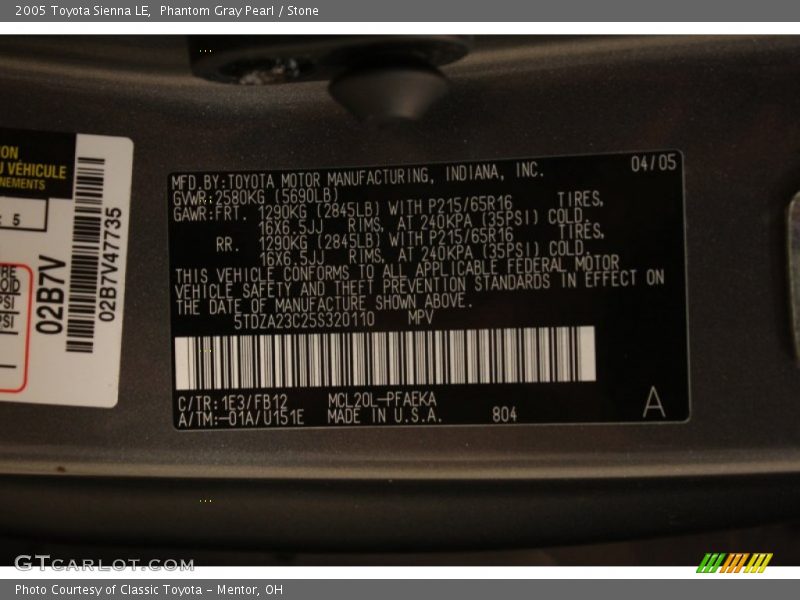 2005 Toyota Sienna LE,  Phantom Gray Pearl / Stone
ON
U VÉHICULE
NEMENTS
: 5
RE
OID
PSI
PSI
02B7V
02B7V47735
MFD.BY:TOYOTA MOTOR MANUFACTURING, INDIANA, INC. 04/05
GVWR:2580KG (5690LB)
GAWR:FRT. 1290KG (2845LB) WITH P215/65R16 TIRES,
16X6.5JJ RIMS, AT 240KPA (35PSI) COLD.
RR. 1290KG (2845LB) WITH P215/65R16 TIRES,
16X6.5JJ RIMS, AT 240KPA (35PSI) COLD.
THIS VEHICLE CONFORMS TO ALL APPLICABLE FEDERAL MOTOR
VEHICLE SAFETY AND THEFT PREVENTION STANDARDS IN EFFECT ON
THE DATE OF MANUFACTURE SHOWN ABOVE.
5TDZA23C25S320110 MPV
C/TR:1E3/FB12 MCL20L-PFAEKA
A/TM:-01A/U151E MADE IN U.S.A. 804 A
GTCARLOT.COM
Photo Courtesy of Classic Toyota - Mentor, OH